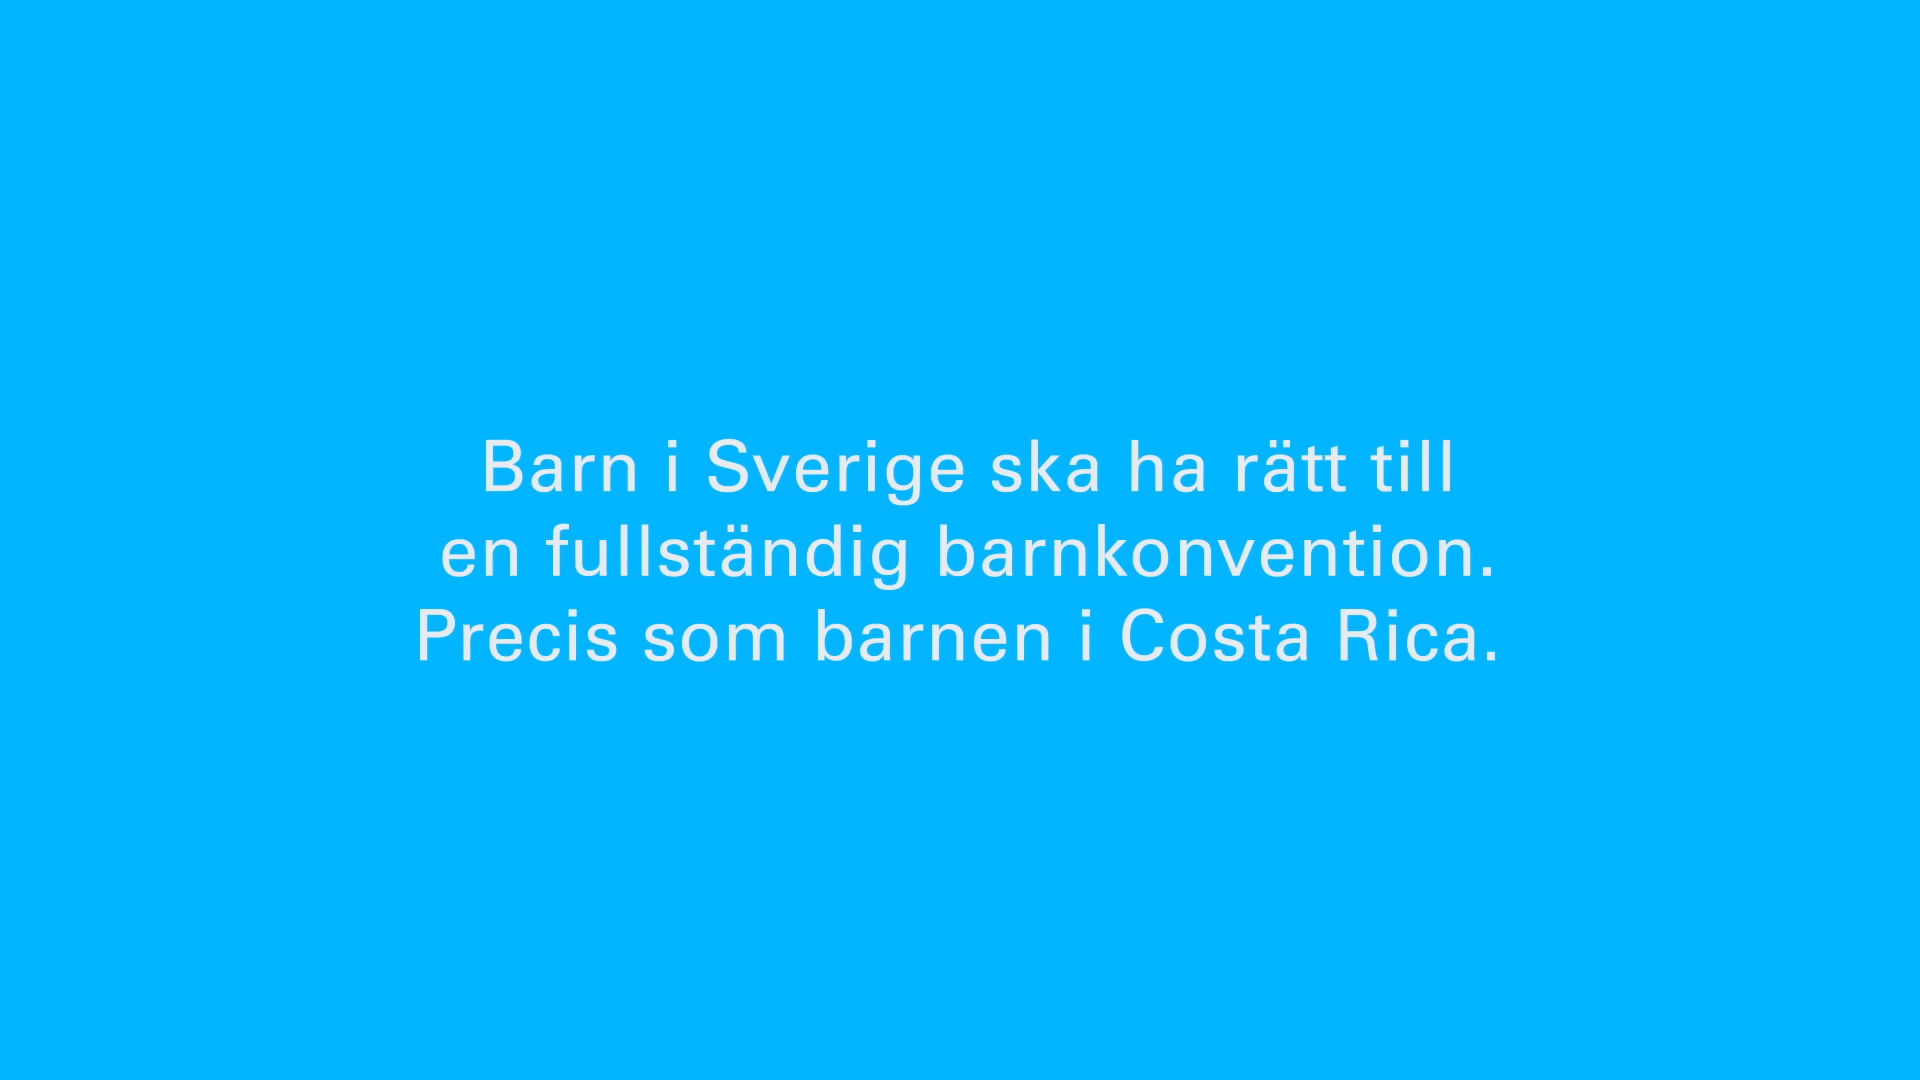 Barn i Sverige ska ha rätt till
en fullständig barnkonvention.
Precis som barnen i Costa Rica.